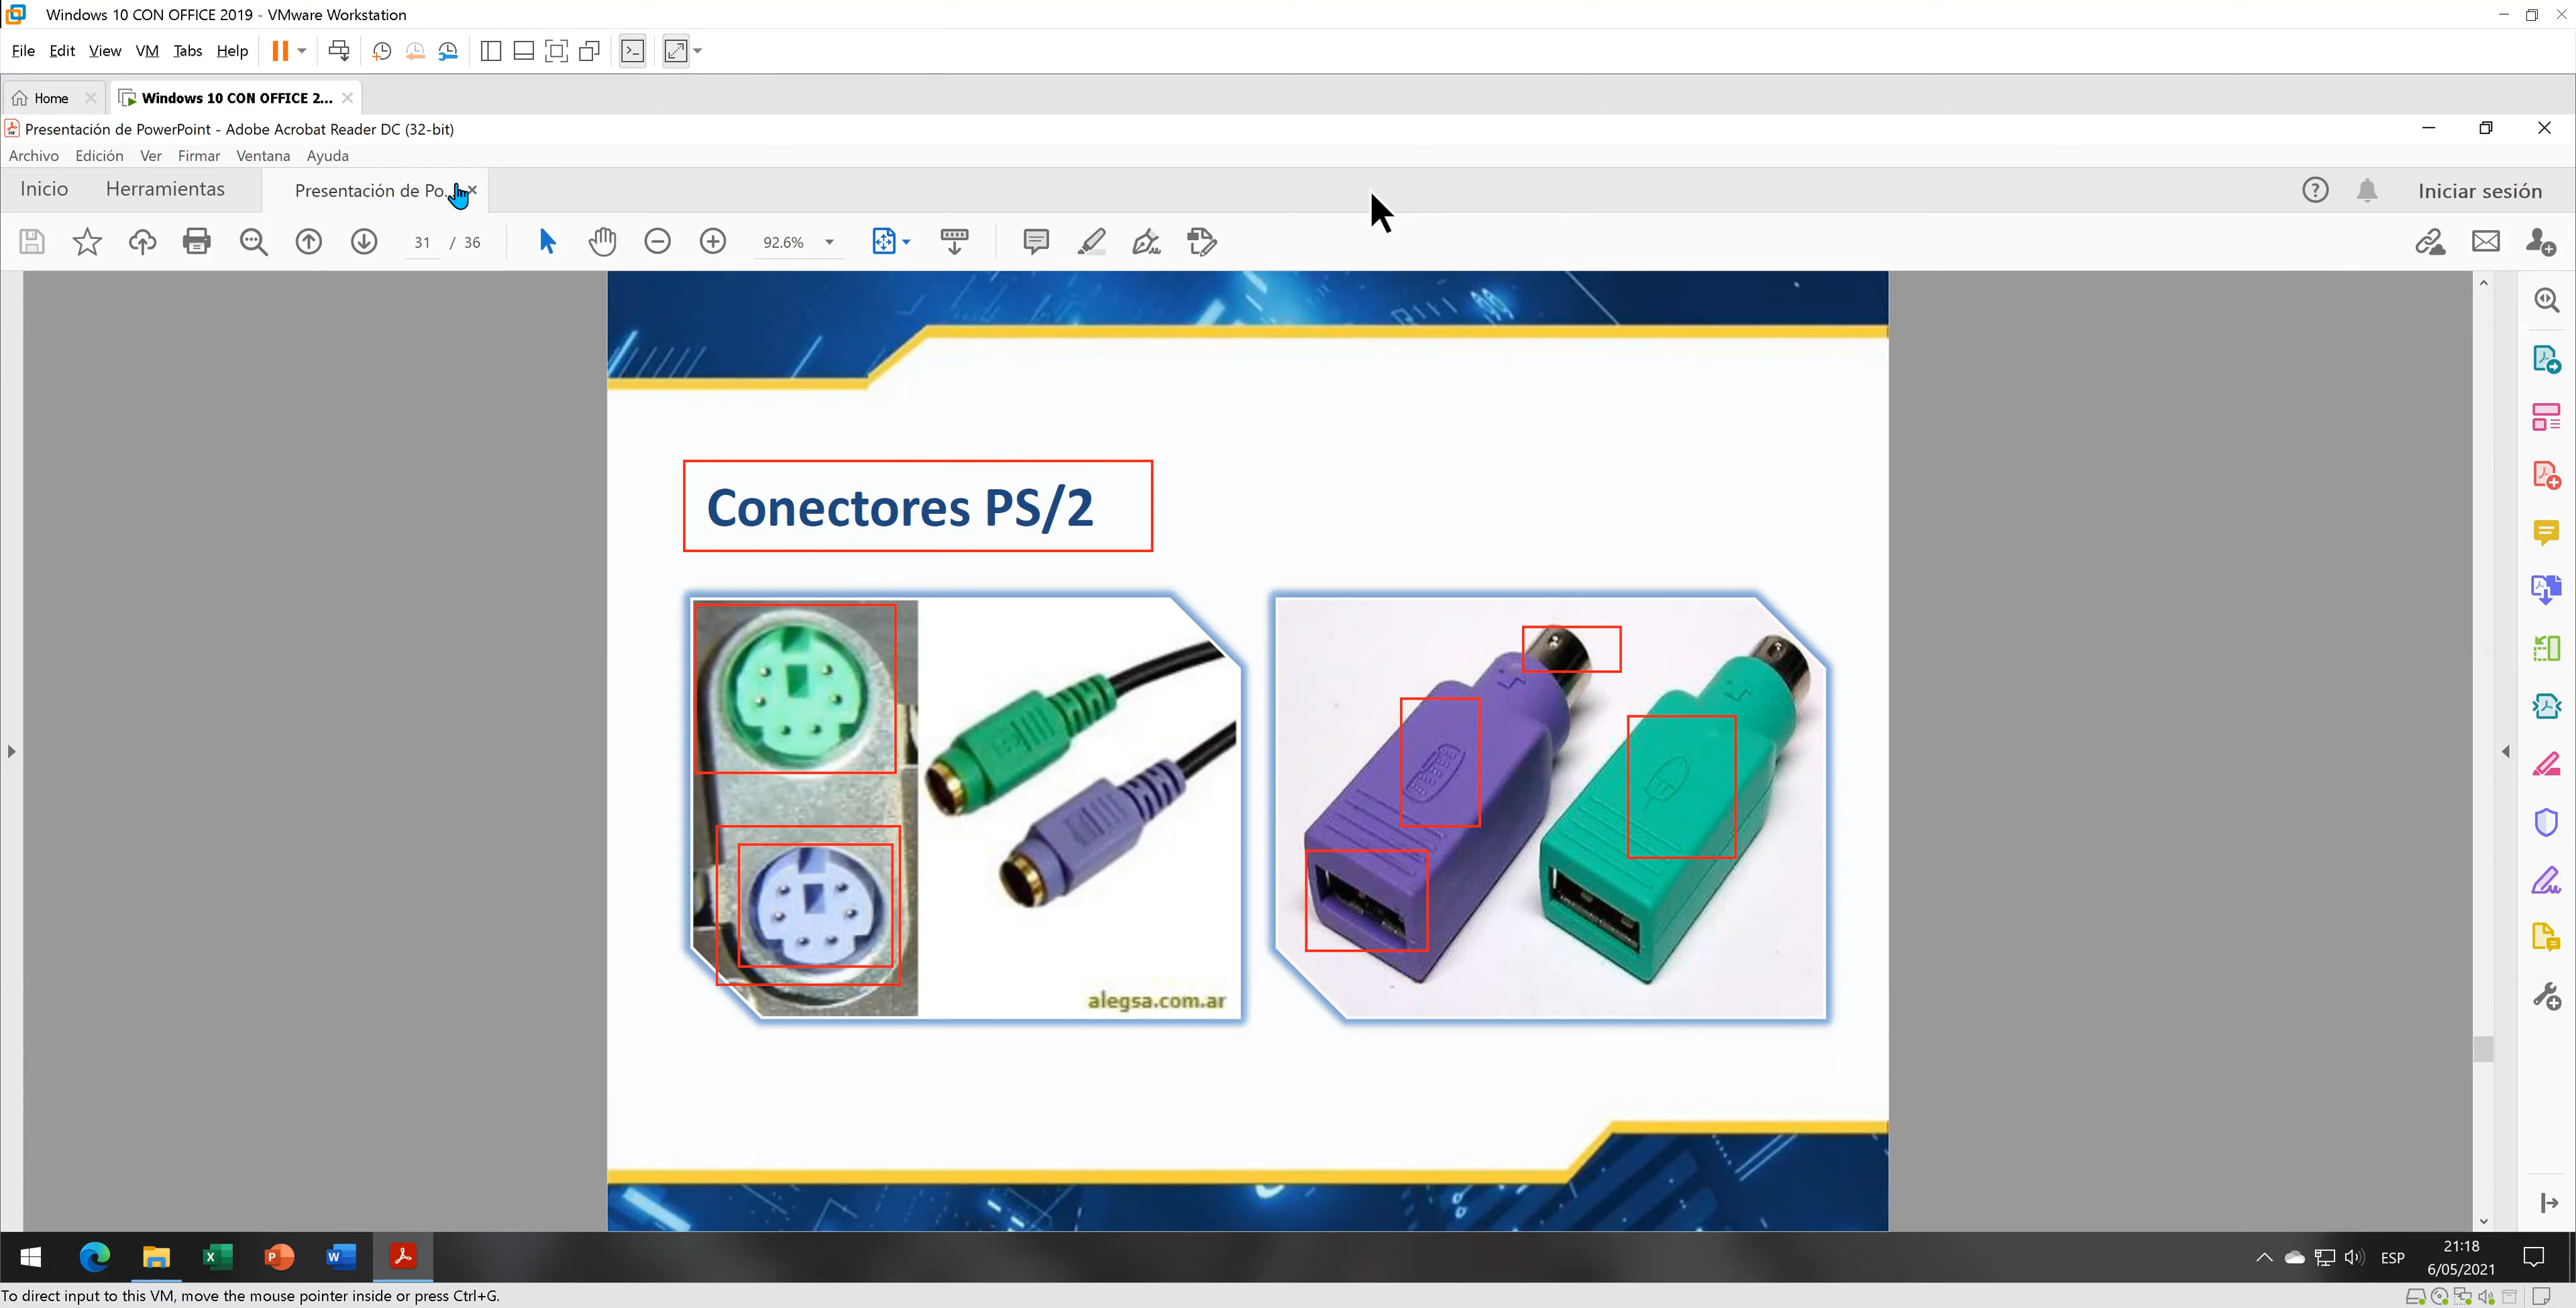 Windows 10 CON OFFICE 2019 - VMware Workstation
File Edit View VM Tabs Help
Home Windows 10 CON OFFICE 2...
Presentación de PowerPoint - Adobe Acrobat Reader DC (32-bit)
Archivo Edición Ver Firmar Ventana Ayuda
Inicio Herramientas Presentación de Po... Iniciar sesión
31 / 36 92.6%
Conectores PS/2
alegsa.com.ar
ESP
21:18
6/05/2021
To direct input to this VM, move the mouse pointer inside or press Ctrl+G.